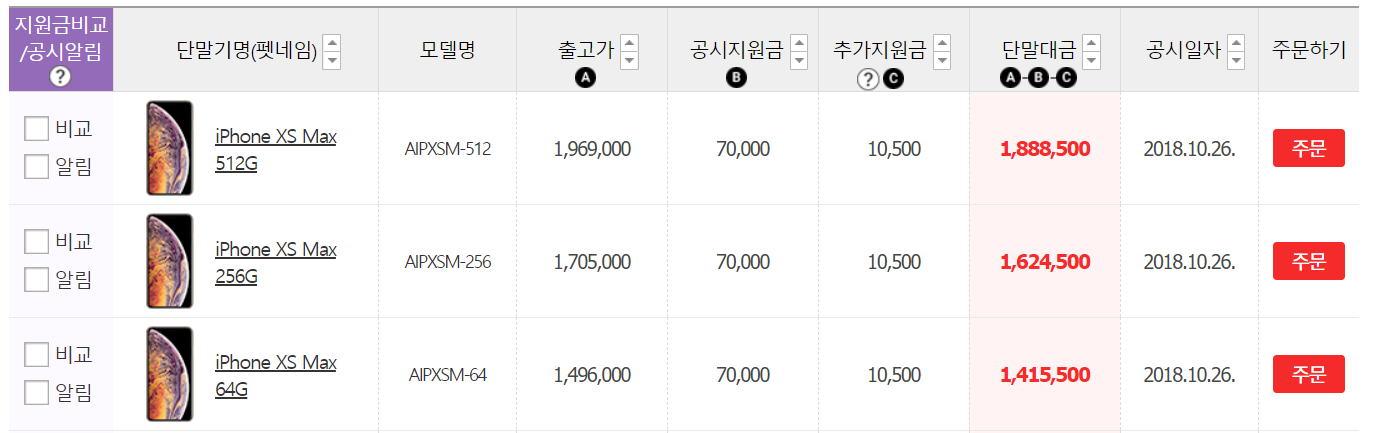 지원금비교
/공시알림
?
단말기명(펫네임)
모델명
출고가
A
공시지원금
B
추가지원금
? C
단말대금
A-B-C
공시일자
주문하기
비교
알림
iPhone XS Max
512G
AIPXSM-512
1,969,000
70,000
10,500
1,888,500
2018.10.26.
주문
비교
알림
iPhone XS Max
256G
AIPXSM-256
1,705,000
70,000
10,500
1,624,500
2018.10.26.
주문
비교
알림
iPhone XS Max
64G
AIPXSM-64
1,496,000
70,000
10,500
1,415,500
2018.10.26.
주문